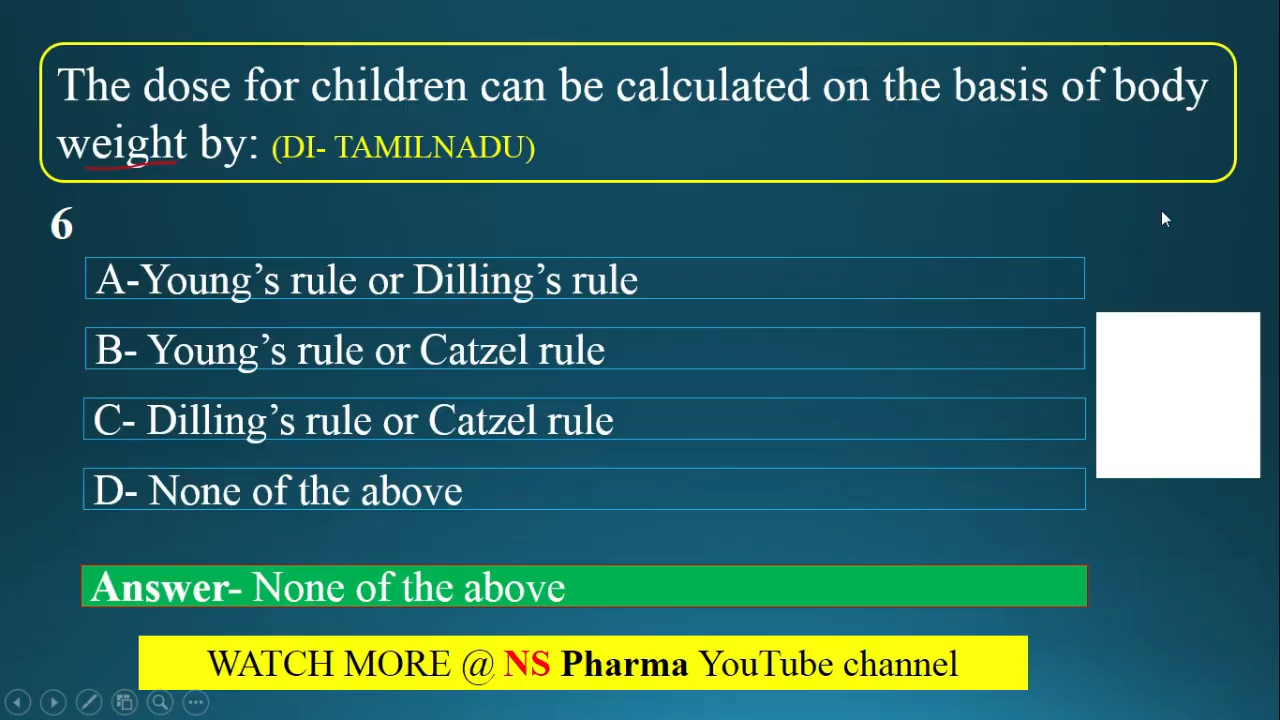 The dose for children can be calculated on the basis of body
weight by: (DI- TAMILNADU)
6
A-Young’s rule or Dilling’s rule
B- Young’s rule or Catzel rule
C- Dilling’s rule or Catzel rule
D- None of the above
Answer- None of the above
WATCH MORE @ NS Pharma YouTube channel